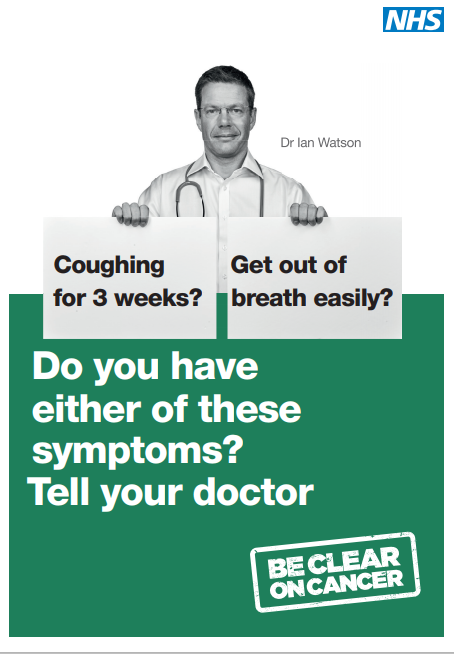 NHS
Dr Ian Watson
Coughing
for 3 weeks?
Get out of
breath easily?
Do you have
either of these
symptoms?
Tell your doctor
BE CLEAR
ON CANCER